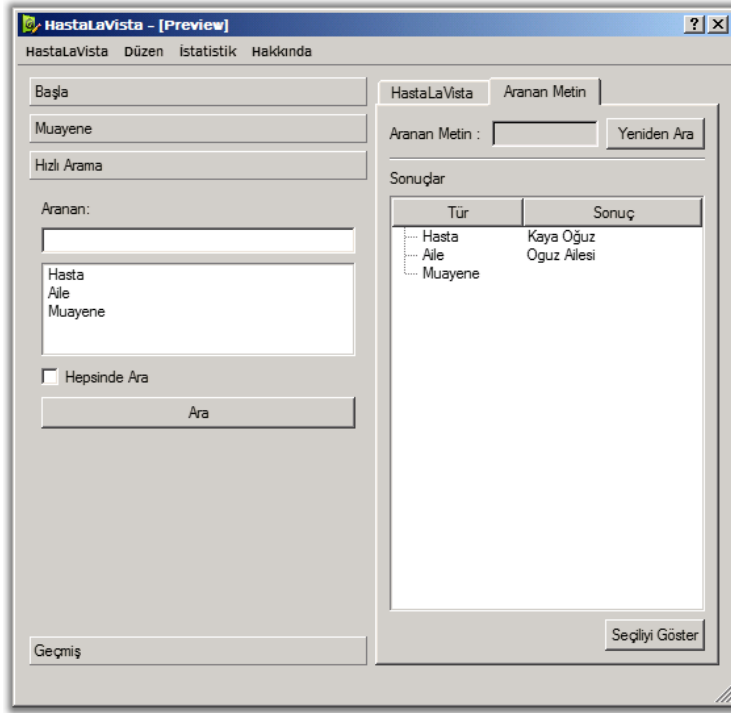 HastaLaVista - [Preview]
HastaLaVista Düzen İstatistik Hakkında
Başla
Muayene
Hızlı Arama
Aranan:
Hasta
Aile
Muayene
Hepsinde Ara
Ara
Geçmiş
HastaLaVista Aranan Metin
Aranan Metin : Yeniden Ara
Sonuçlar
Tür Sonuç
Hasta Kaya Oğuz
Aile Oguz Ailesi
Muayene
Seçiliyi Göster